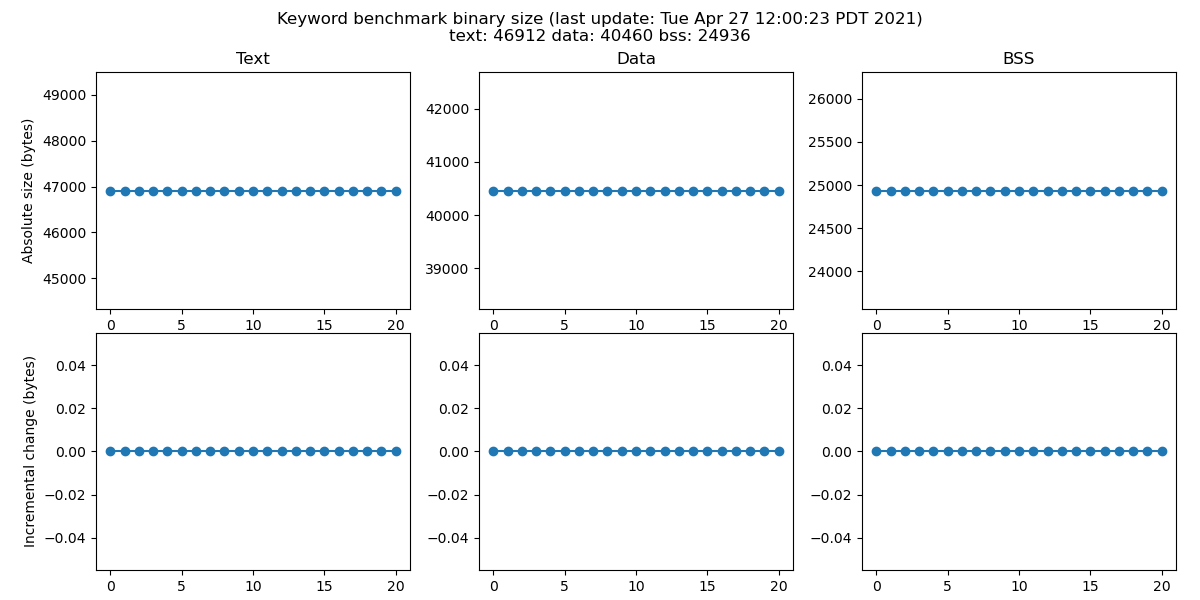 Keyword benchmark binary size (last update: Tue Apr 27 12:00:23 PDT 2021)
text: 46912 data: 40460 bss: 24936
Text
Data
BSS
Absolute size (bytes)
49000
48000
47000
46000
45000
0 5 10 15 20
42000
41000
40000
39000
0 5 10 15 20
26000
25500
25000
24500
24000
0 5 10 15 20
Incremental change (bytes)
0.04
0.02
0.00
−0.02
−0.04
0 5 10 15 20
0.04
0.02
0.00
−0.02
−0.04
0 5 10 15 20
0.04
0.02
0.00
−0.02
−0.04
0 5 10 15 20